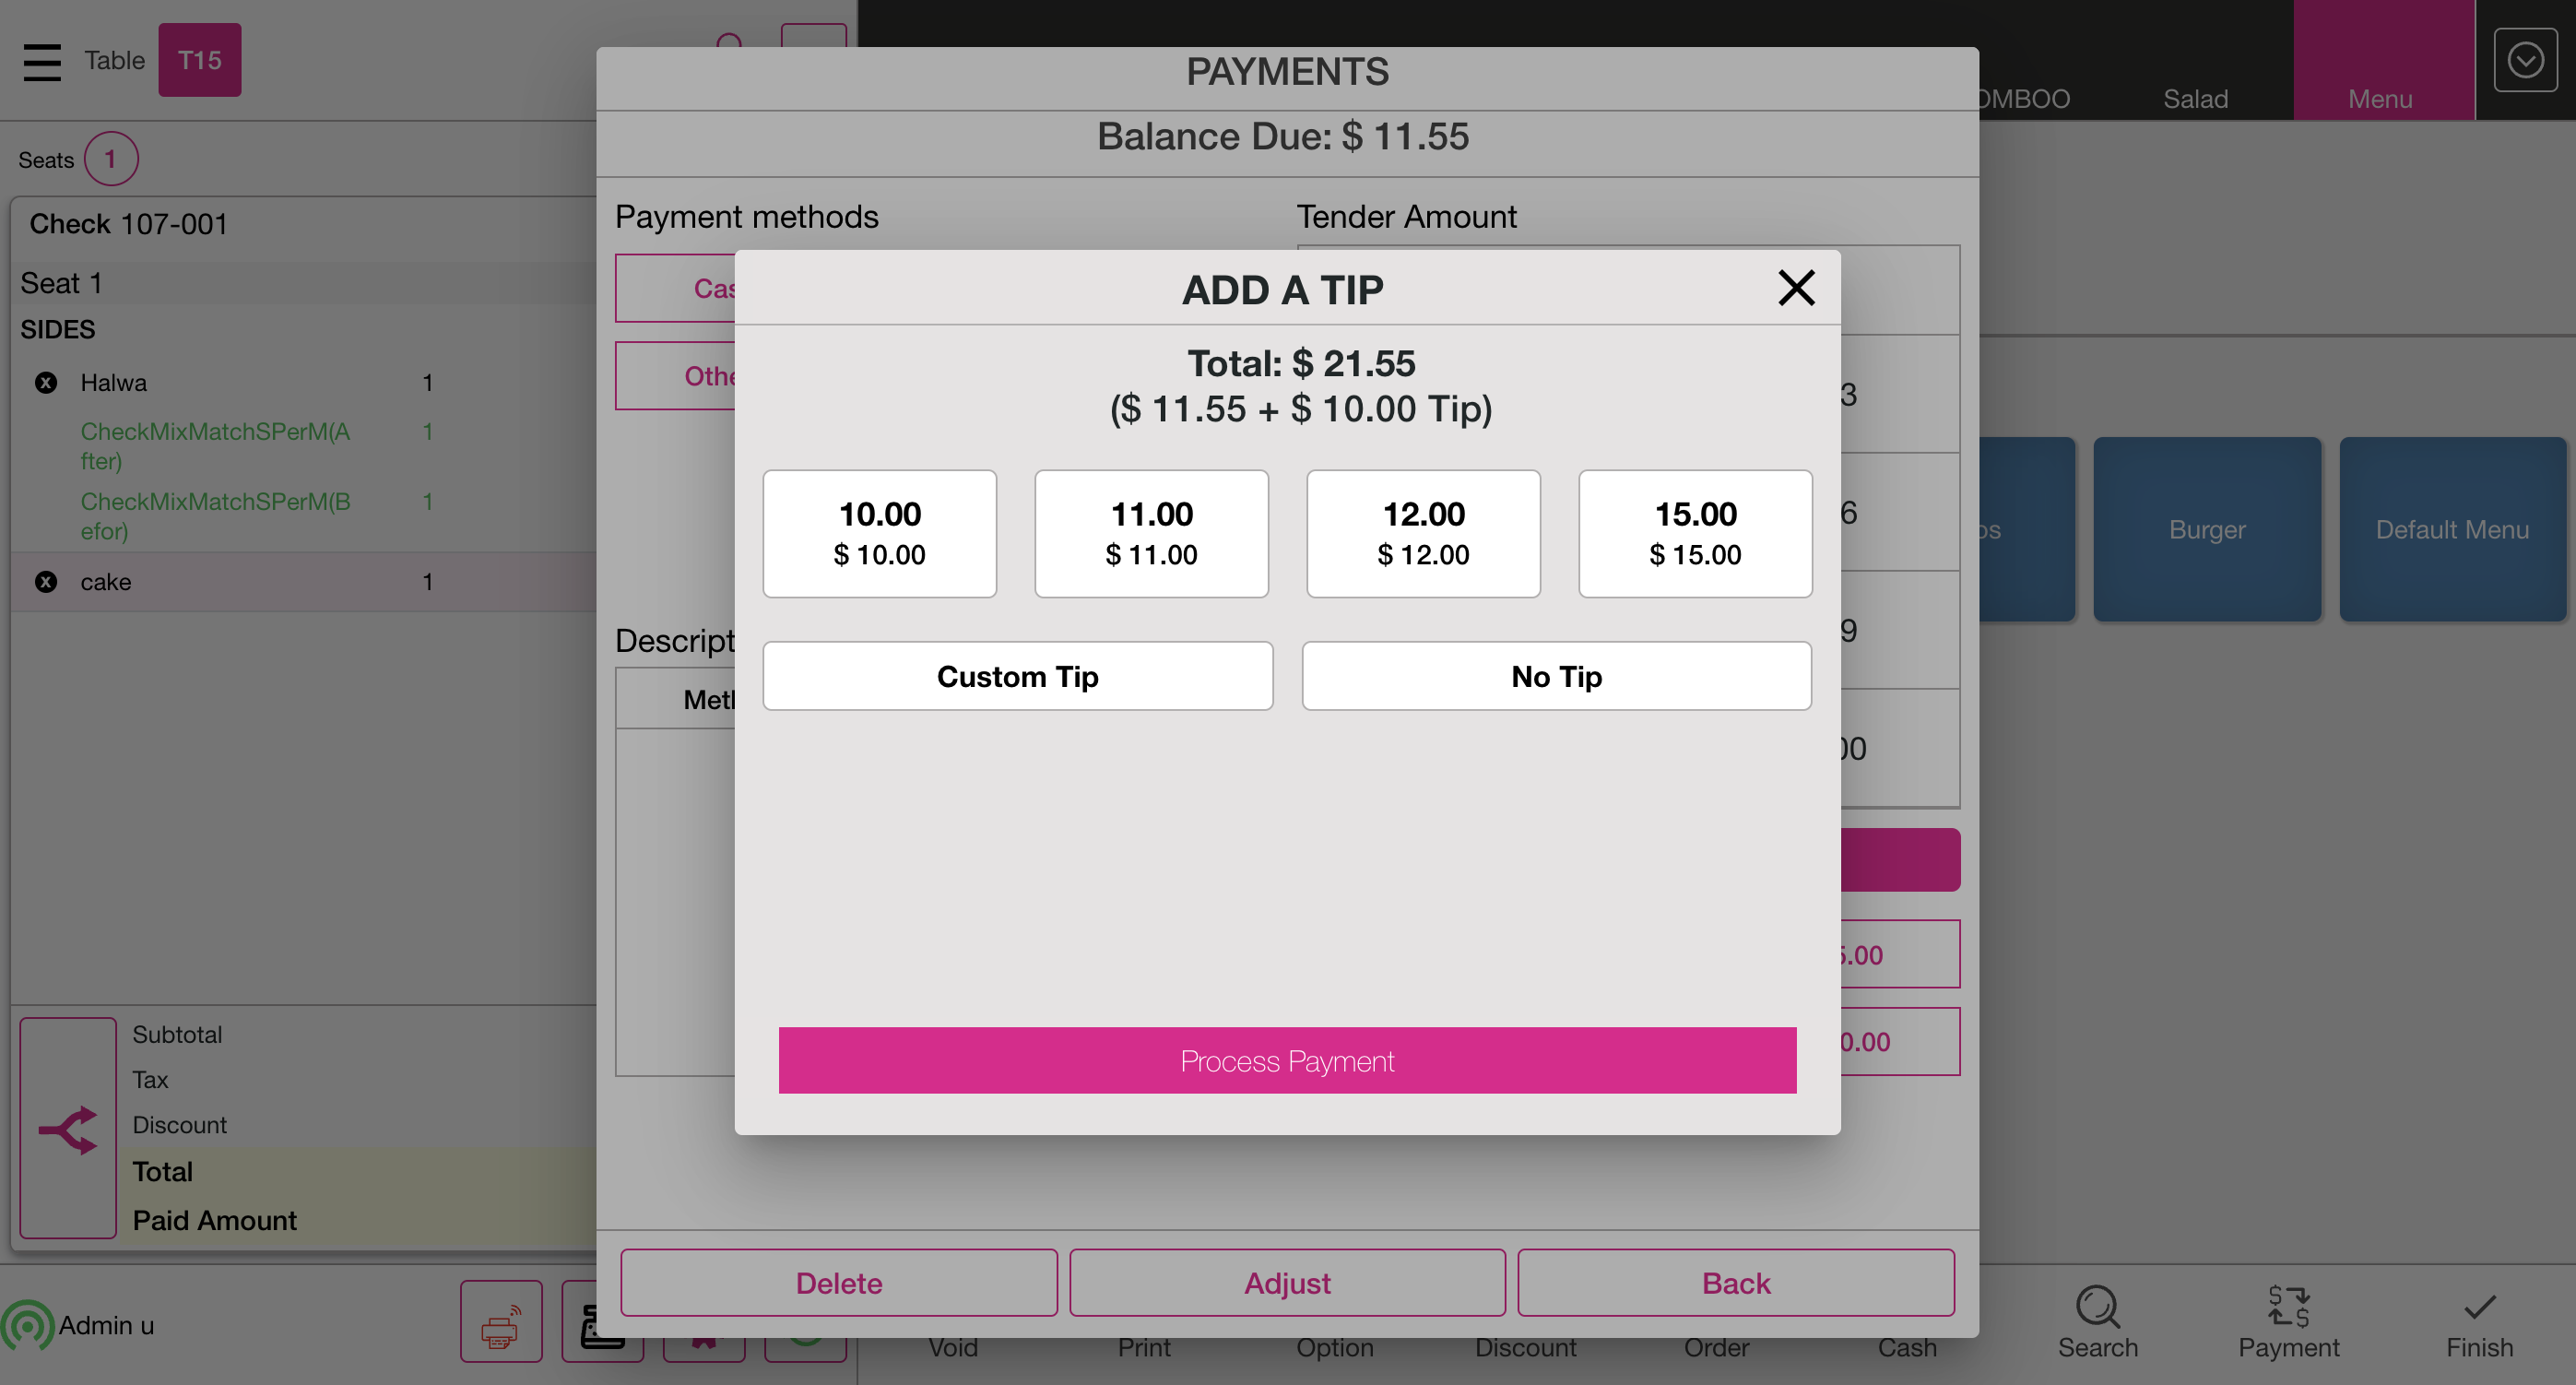 Table T15
OMBOO
Salad
Menu
Seats 1
Check 107-001
Seat 1
SIDES
Halwa 1
CheckMixMatchSPerM(A
fter) 1
CheckMixMatchSPerM(B
efor) 1
cake 1
Subtotal
Tax
Discount
Total
Paid Amount
Admin u
PAYMENTS
Balance Due: $ 11.55
Payment methods
Tender Amount
Cas
Othe
Descript
Meth
3
6
9
00
5.00
0.00
ADD A TIP
Total: $ 21.55
($ 11.55 + $ 10.00 Tip)
10.00
$ 10.00
11.00
$ 11.00
12.00
$ 12.00
15.00
$ 15.00
Custom Tip
No Tip
Process Payment
Delete
Adjust
Back
os
Burger
Default Menu
Void
Print
Option
Discount
Order
Cash
Search
Payment
Finish